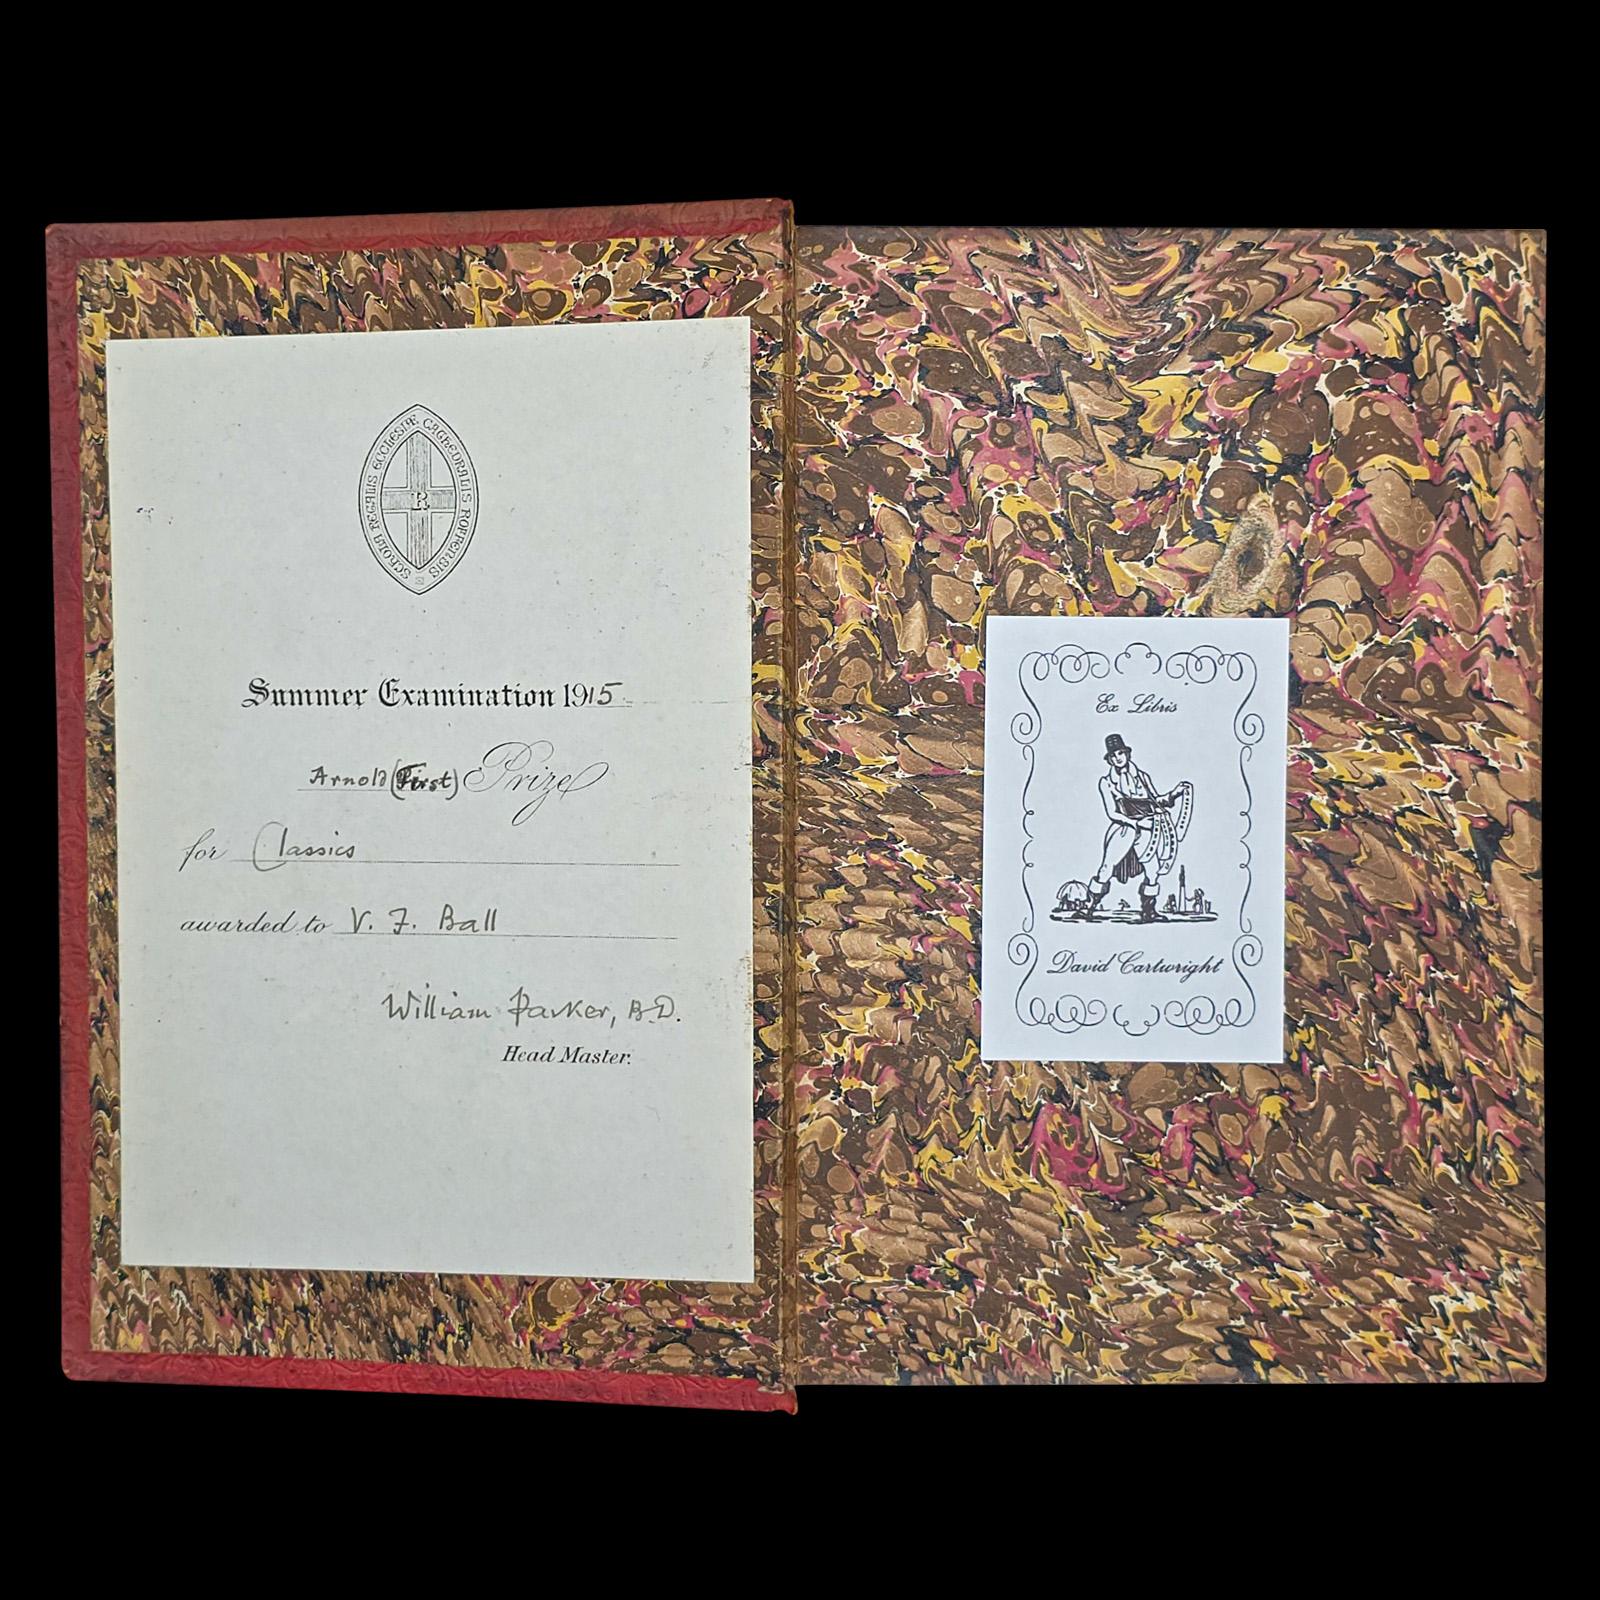 SCHOLA REGALIS ECCLESIÆ CATHEDRALIS ROFFENSIS
R
Summer Examination 1915
Arnold (First) Prize
for Classics
awarded to V. F. Ball
William Parker, B.D.
Head Master.
Ex Libris
David Cartwright